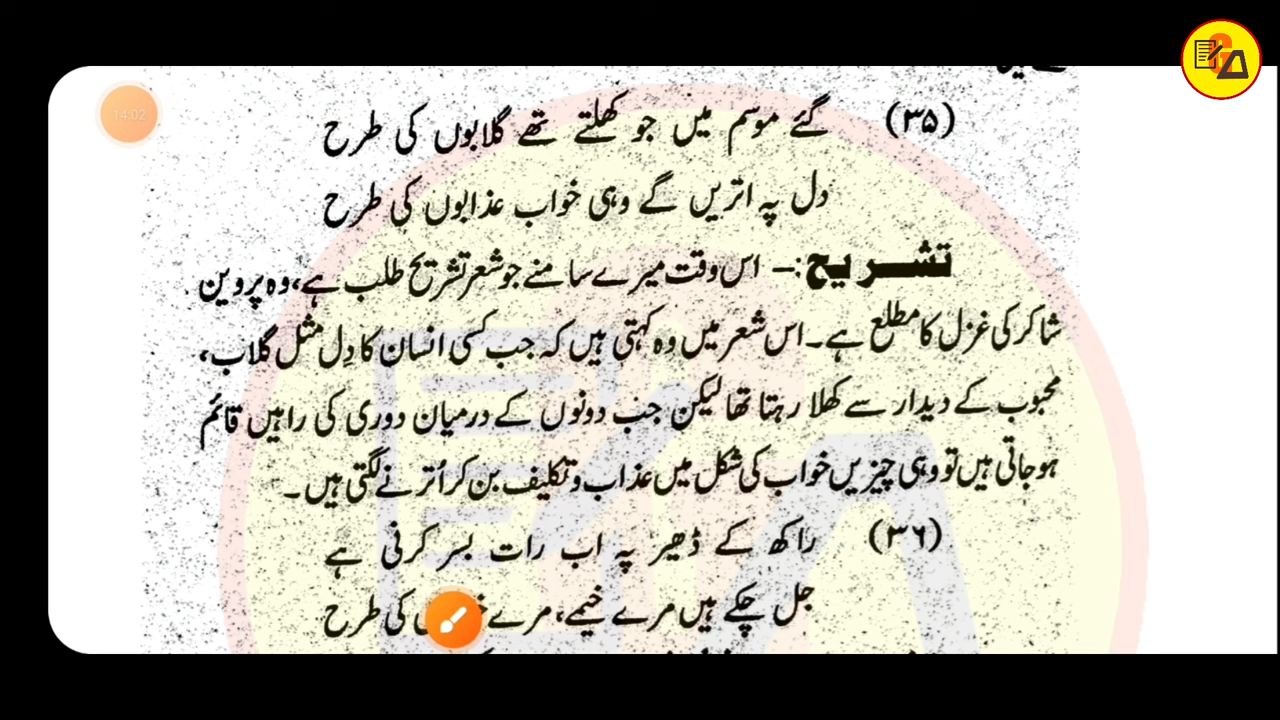 (۳۵) گئے موسم میں جو کھلتے تھے گلابوں کی طرح
دل پہ اتریں گے وہی خواب عذابوں کی طرح
تشریح :– اس وقت میرے سامنے جو شعر تشریح طلب ہے، وہ پروین
شاکر کی غزل کا مطلع ہے۔ اس شعر میں وہ کہتی ہیں کہ جب کسی انسان کا دِل مثل گلاب،
محبوب کے دیدار سے کھلا رہتا تھا لیکن جب دونوں کے درمیان دوری کی راہیں قائم
ہو جاتی ہیں تو وہی چیزیں خواب کی شکل میں عذاب و تکلیف بن کر اُترنے لگتی ہیں۔
(۳۶) راکھ کے ڈھیر پہ اب رات بسر کرنی ہے
جل چکے ہیں مرے خیمے، مرے کی طرح
14:02